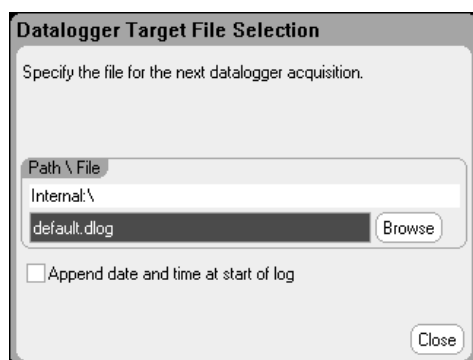 Datalogger Target File Selection
Specify the file for the next datalogger acquisition.
Path \ File
Internal:\
default.dlog
Browse
Append date and time at start of log
Close